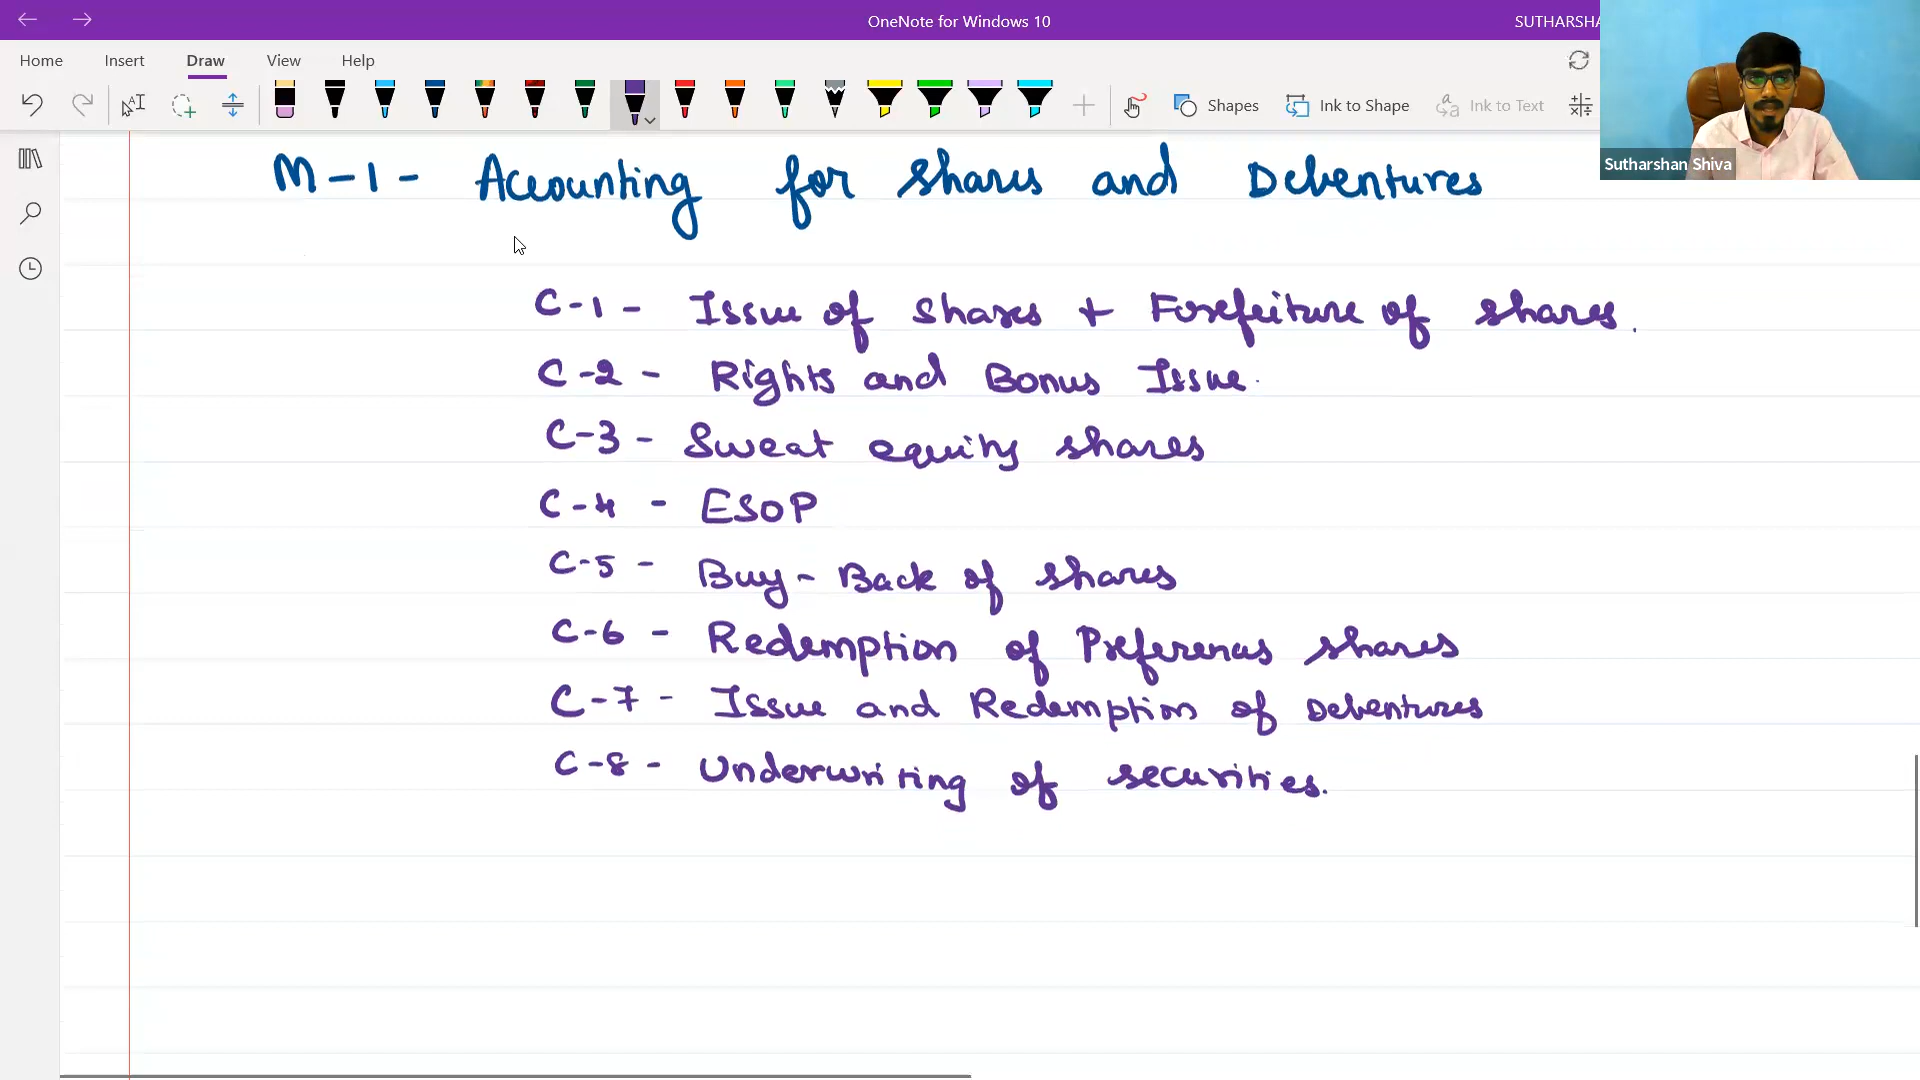 OneNote for Windows 10
SUTHARSHA
Home Insert Draw View Help
Shapes Ink to Shape Ink to Text
Sutharshan Shiva
M-1- Accounting for shares and Debentures
C-1- Issue of shares + Forefeiture of shares.
C-2 - Rights and Bonus Issue.
C-3 - Sweat equity shares
C-4 - ESOP
C-5 - Buy-Back of shares
C-6 - Redemption of Preferences shares
C-7 - Issue and Redemption of Debentures
C-8 - Underwriting of securities.